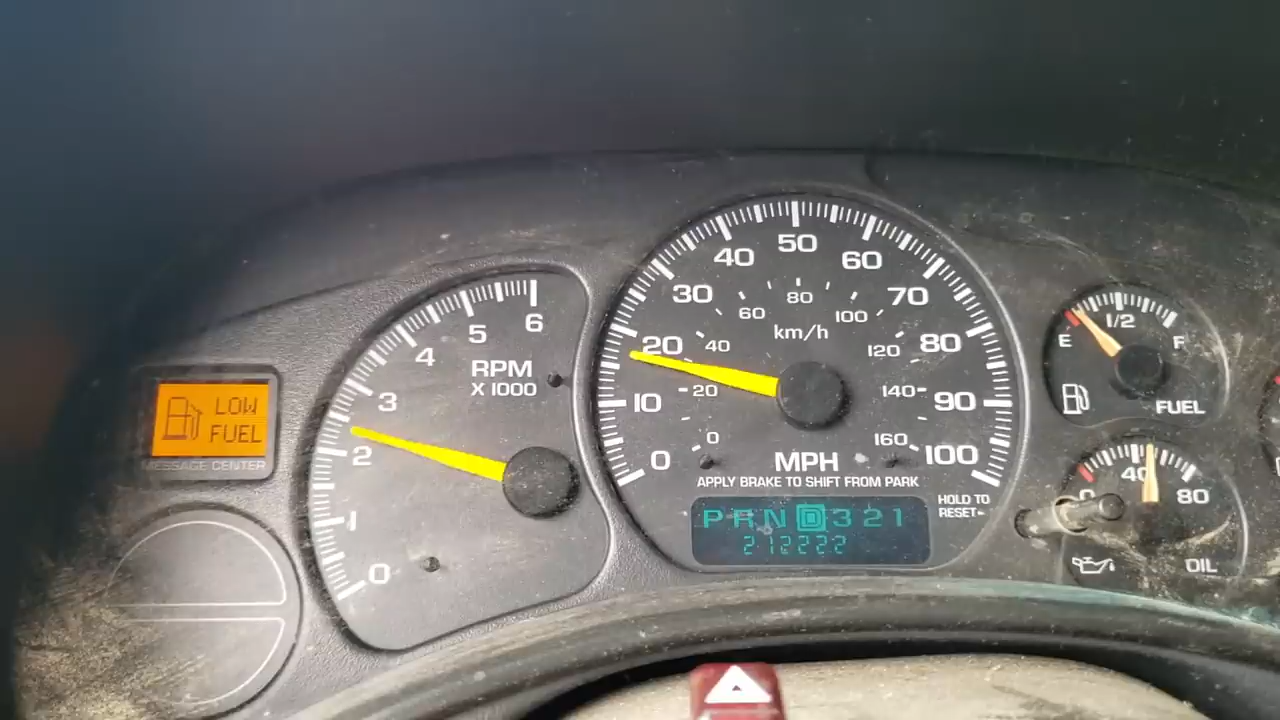 LOW
FUEL
MESSAGE CENTER
0
1
2
3
4
5
6
RPM
X 1000
0
10
20
30
40
50
60
70
80
90
100
0
20
40
60
80
100
120
140
160
km/h
MPH
APPLY BRAKE TO SHIFT FROM PARK
PRND321
212222
HOLD TO
RESET
E
1/2
F
FUEL
40
80
OIL